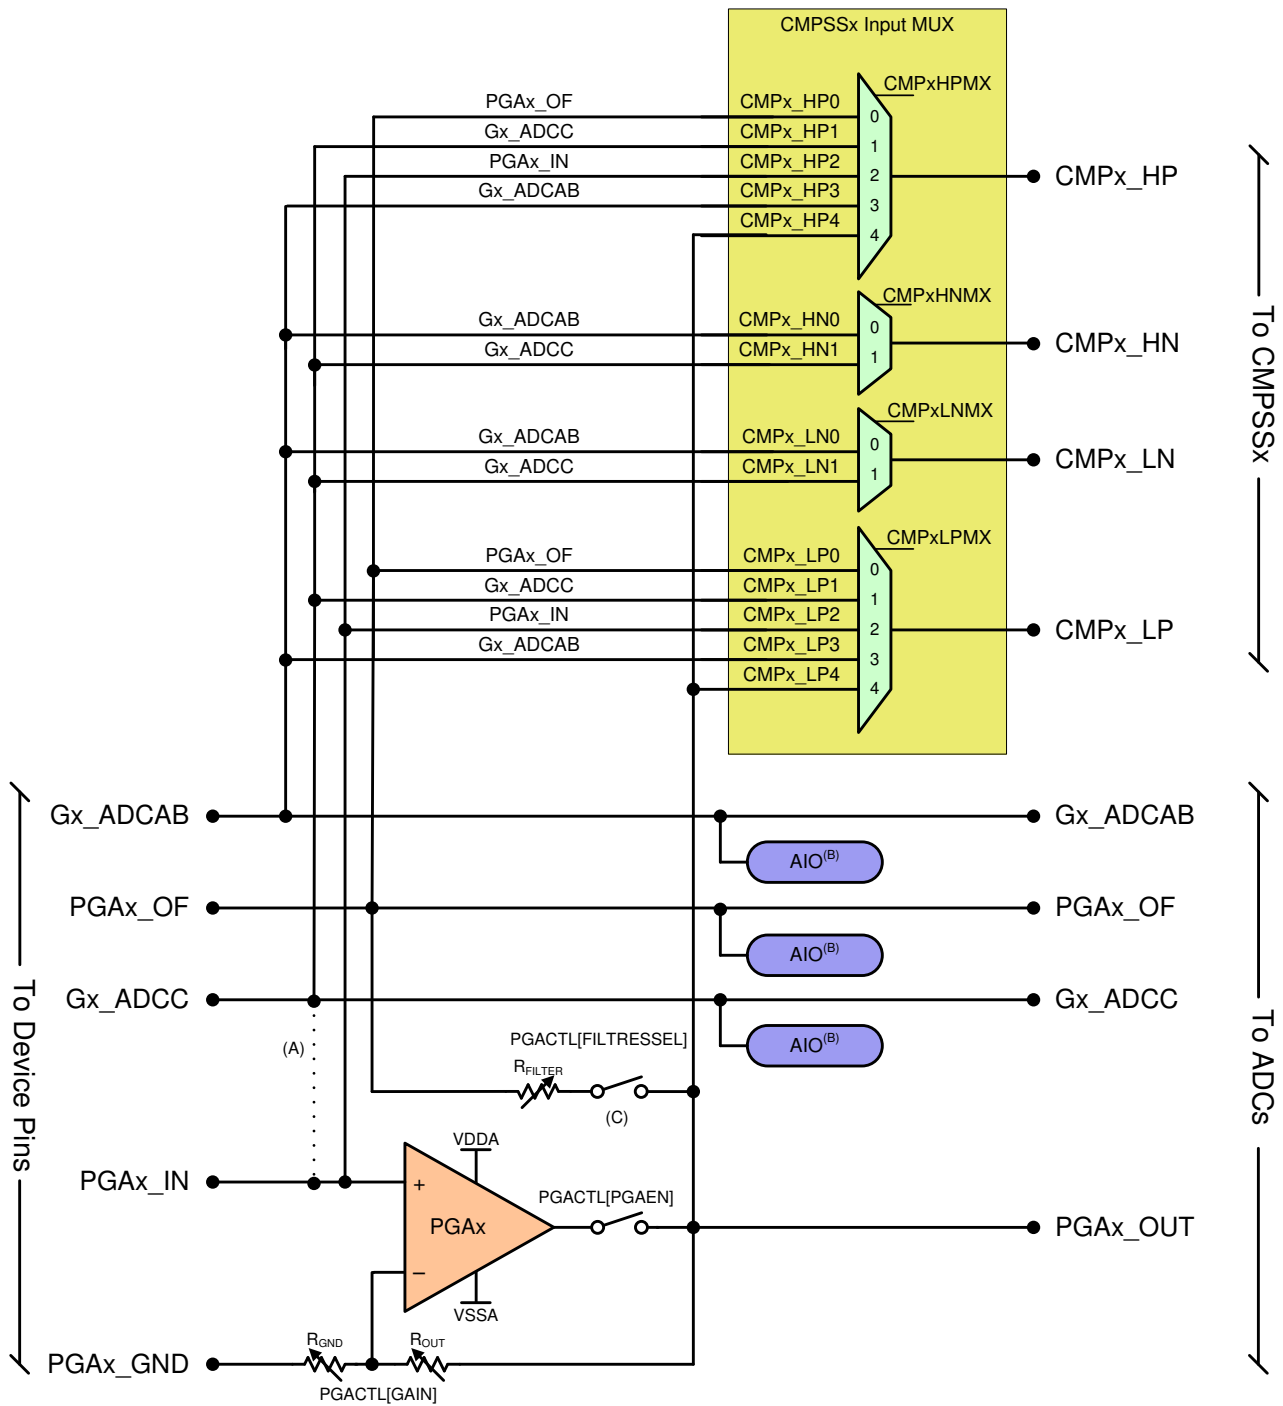 CMPSSx Input MUX
CMPxHPMX
PGAx_OF CMPx_HP0 0
Gx_ADCC CMPx_HP1 1
PGAx_IN CMPx_HP2 2 CMPx_HP
Gx_ADCAB CMPx_HP3 3
CMPx_HP4 4
CMPxHNMX
Gx_ADCAB CMPx_HN0 0
CMPx_HN
Gx_ADCC CMPx_HN1 1
CMPxLNMX
Gx_ADCAB CMPx_LN0 0
CMPx_LN
Gx_ADCC CMPx_LN1 1
CMPxLPMX
PGAx_OF CMPx_LP0 0
Gx_ADCC CMPx_LP1 1
PGAx_IN CMPx_LP2 2 CMPx_LP
Gx_ADCAB CMPx_LP3 3
CMPx_LP4 4
To CMPSSx
Gx_ADCAB Gx_ADCAB
AIO(B)
PGAx_OF PGAx_OF
AIO(B)
Gx_ADCC Gx_ADCC
AIO(B)
(A)
PGACTL[FILTRESSEL]
RFILTER
(C)
VDDA
PGAx_IN
+
PGACTL[PGAEN]
PGAx
PGAx_OUT
–
VSSA
RGND ROUT
PGAx_GND
PGACTL[GAIN]
To Device Pins
To ADCs